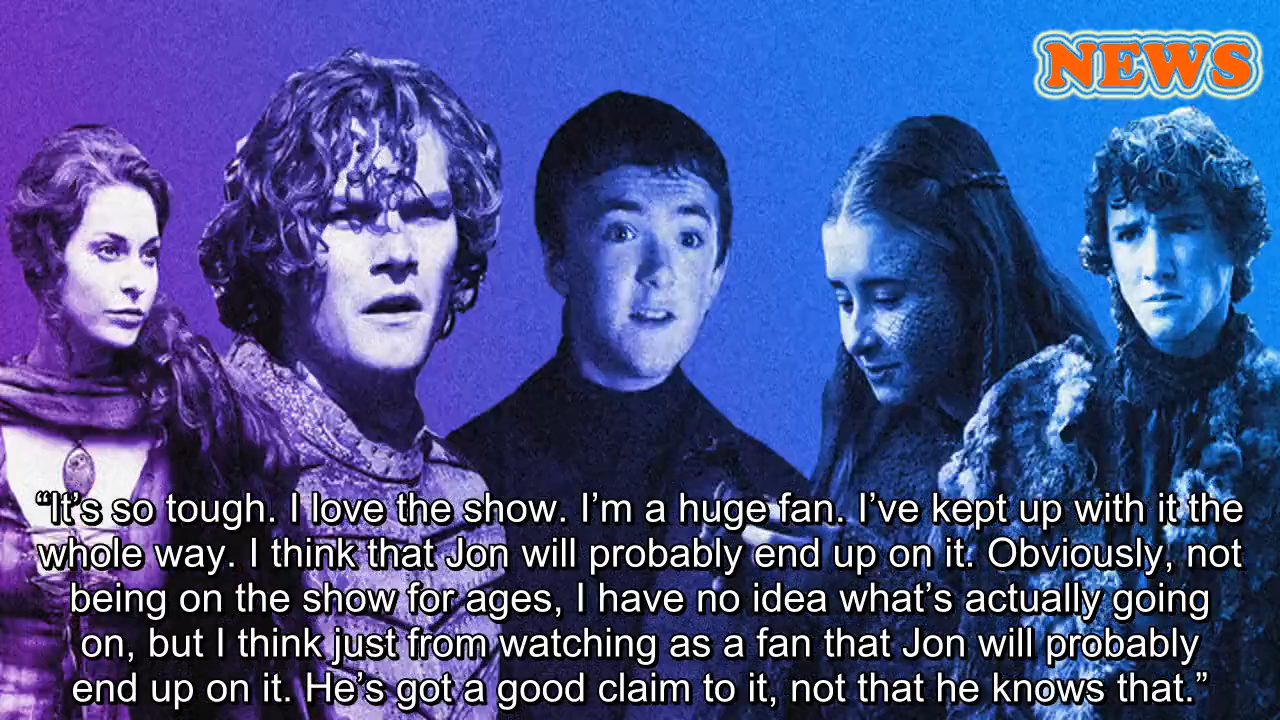 NEWS
“It’s so tough. I love the show. I’m a huge fan. I’ve kept up with it the
whole way. I think that Jon will probably end up on it. Obviously, not
being on the show for ages, I have no idea what’s actually going
on, but I think just from watching as a fan that Jon will probably
end up on it. He’s got a good claim to it, not that he knows that.”